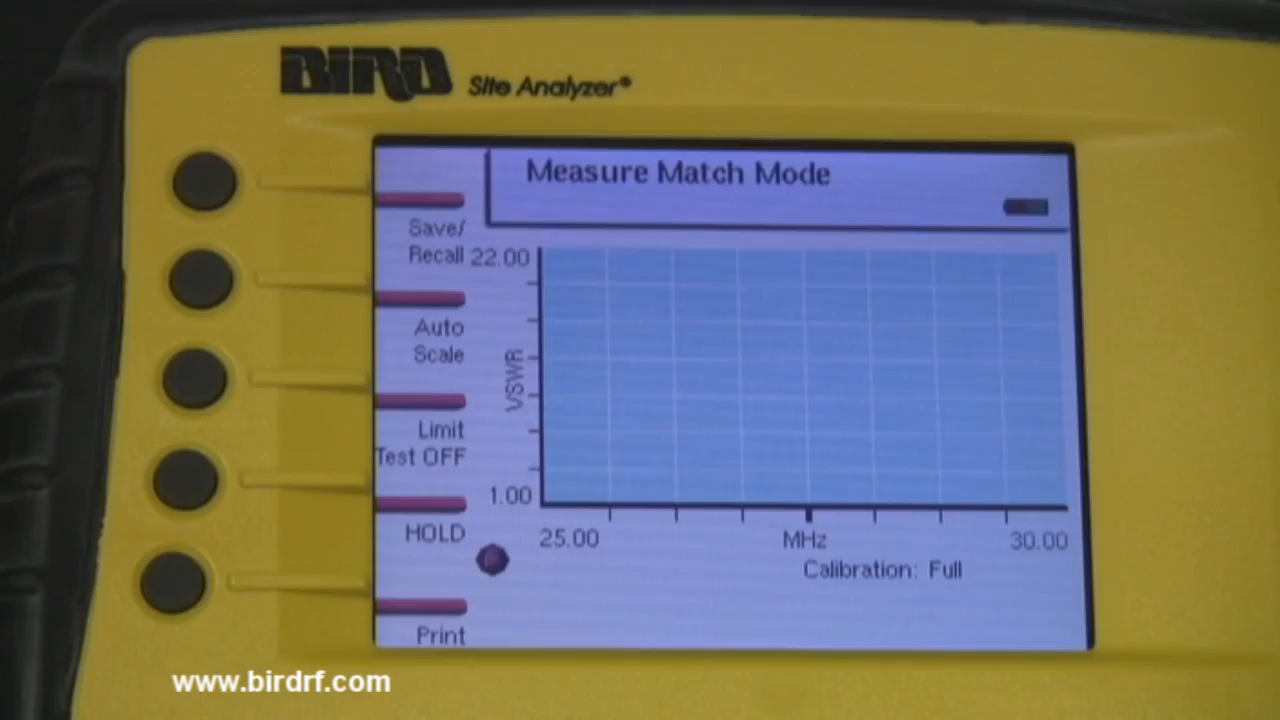 BIRD Site Analyzer®
Measure Match Mode
Save/
Recall
22.00
Auto
Scale
VSWR
Limit
Test OFF
1.00
HOLD
25.00 MHz 30.00
Calibration: Full
Print
www.birdrf.com